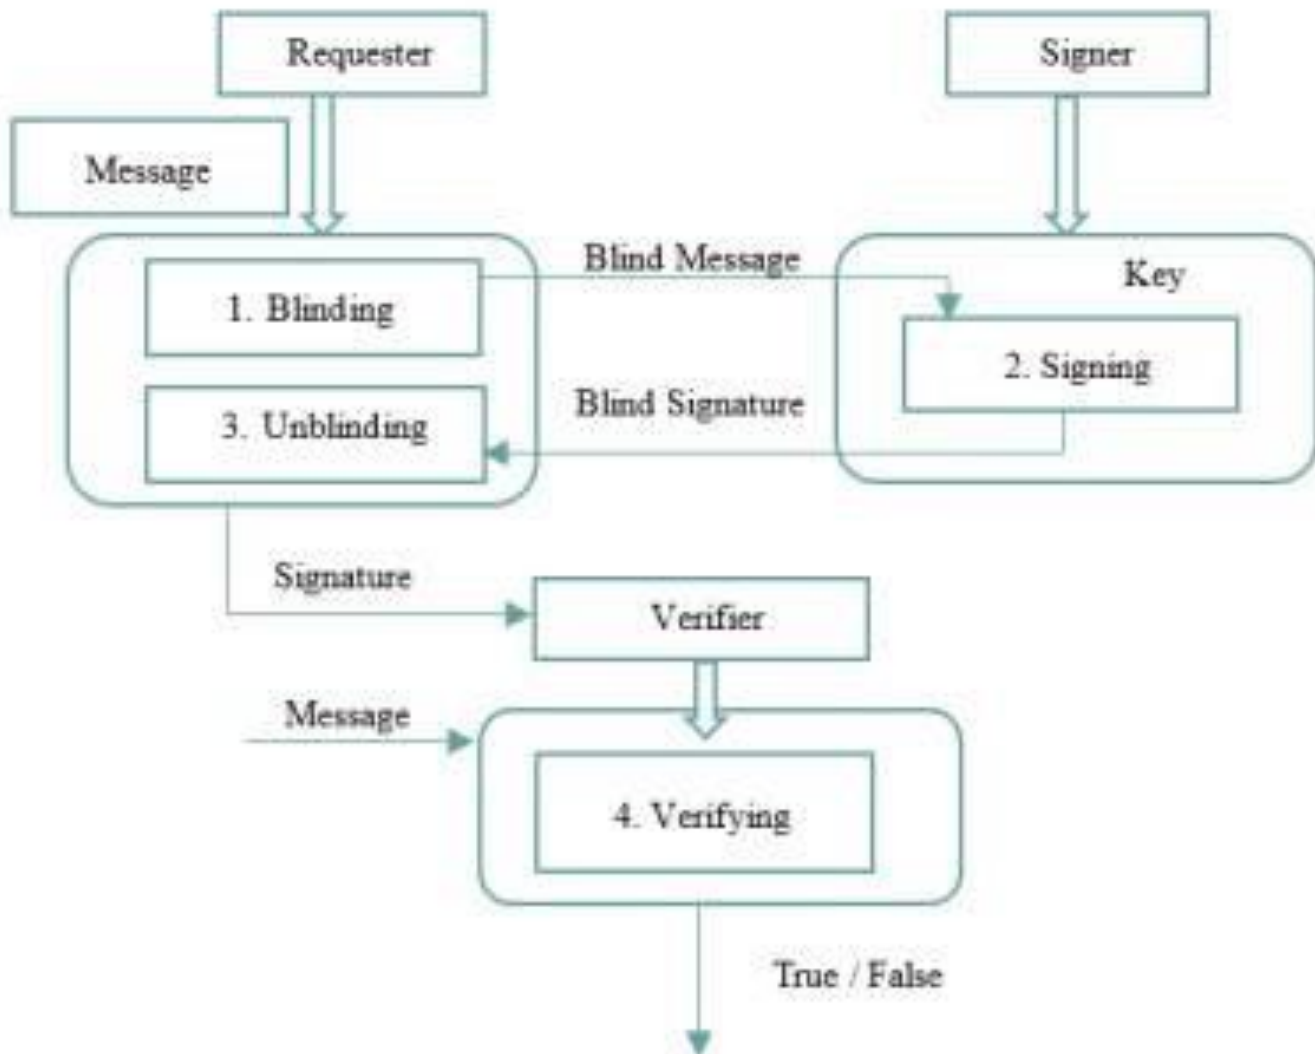 Requester
Signer
Message
Blind Message
Key
1. Blinding
2. Signing
Blind Signature
3. Unblinding
Signature
Verifier
Message
4. Verifying
True / False